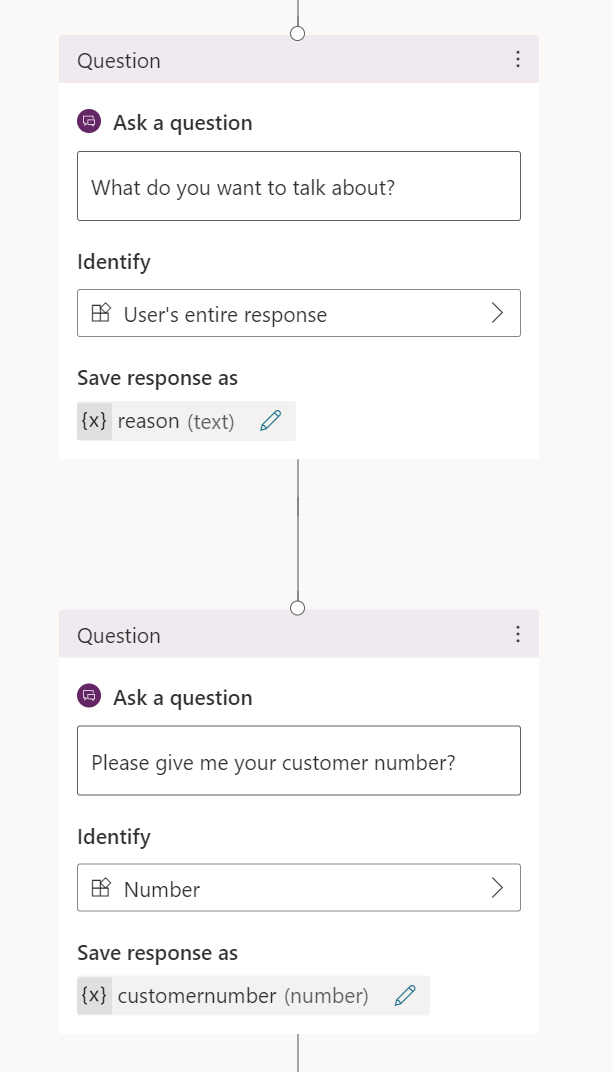 Question
Ask a question
What do you want to talk about?
Identify
User's entire response
Save response as
{x} reason (text)
Question
Ask a question
Please give me your customer number?
Identify
Number
Save response as
{x} customernumber (number)